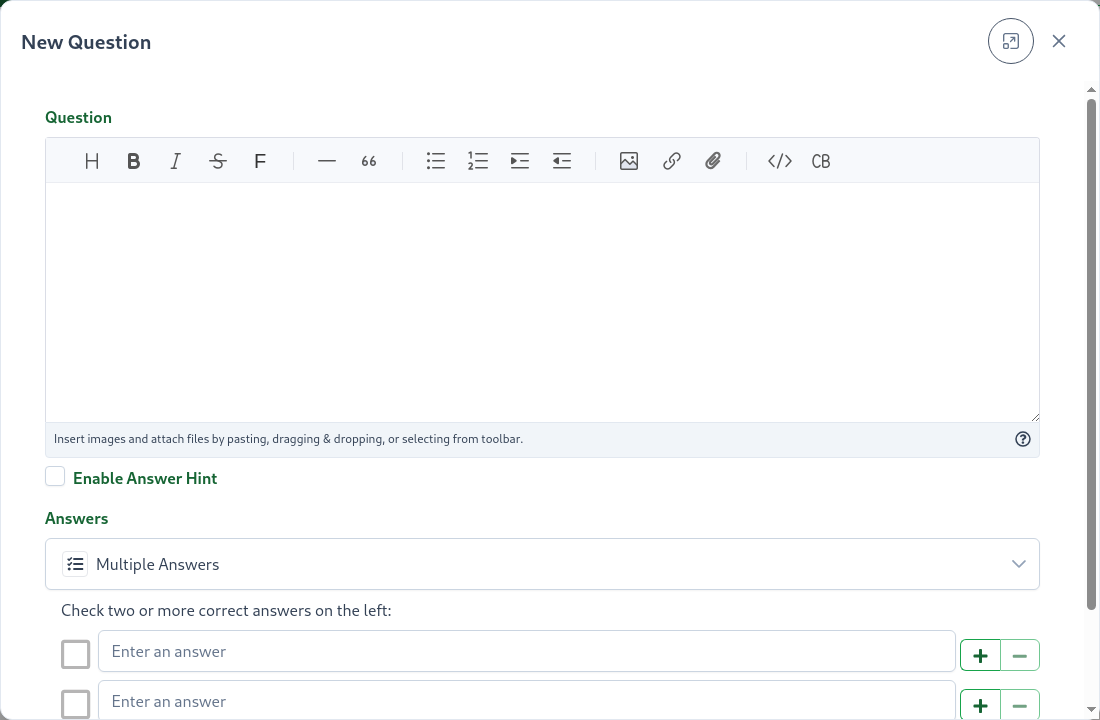 New Question
Question
H B I S F 66 CB
Insert images and attach files by pasting, dragging & dropping, or selecting from toolbar.
Enable Answer Hint
Answers
Multiple Answers
Check two or more correct answers on the left:
Enter an answer
Enter an answer